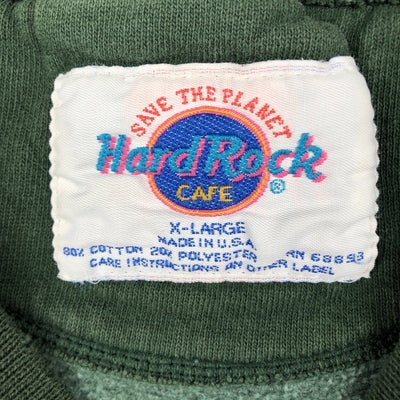 SAVE THE PLANET
Hard Rock
CAFE
®
X-LARGE
MADE IN U.S.A.
80% COTTON 20% POLYESTER RN 68893
CARE INSTRUCTIONS ON OTHER LABEL